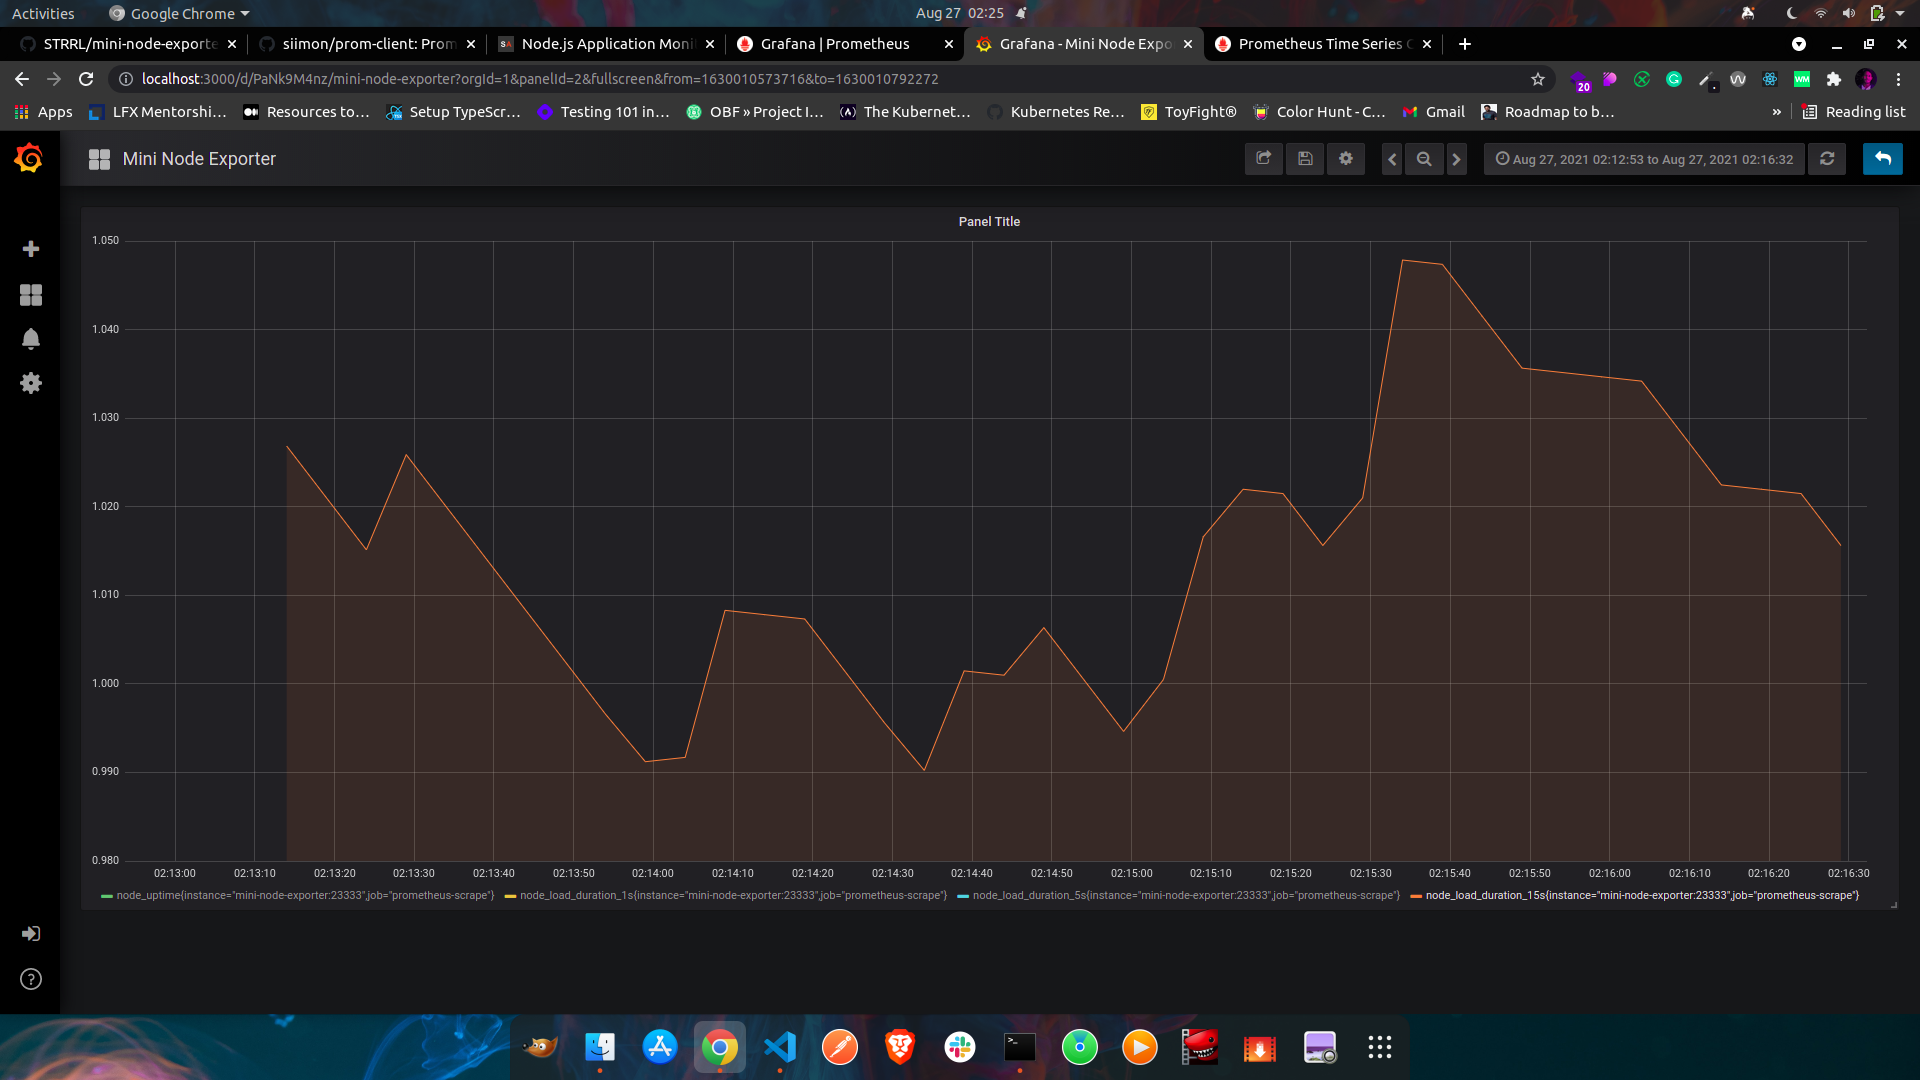 Activities Google Chrome Aug 27 02:25
STRRL/mini-node-exporte siimon/prom-client: Prom Node.js Application Moni Grafana | Prometheus Grafana - Mini Node Expo Prometheus Time Series
localhost:3000/d/PaNk9M4nz/mini-node-exporter?orgId=1&panelId=2&fullscreen&from=1630010573716&to=1630010792272 20
Apps LFX Mentorshi... Resources to... Setup TypeScr... Testing 101 in... OBF » Project I... The Kubernet... Kubernetes Re... ToyFight® Color Hunt - C... Gmail Roadmap to b... » Reading list
Mini Node Exporter Aug 27, 2021 02:12:53 to Aug 27, 2021 02:16:32
Panel Title
1.050
1.040
1.030
1.020
1.010
1.000
0.990
0.980
02:13:00 02:13:10 02:13:20 02:13:30 02:13:40 02:13:50 02:14:00 02:14:10 02:14:20 02:14:30 02:14:40 02:14:50 02:15:00 02:15:10 02:15:20 02:15:30 02:15:40 02:15:50 02:16:00 02:16:10 02:16:20 02:16:30
node_uptime{instance="mini-node-exporter:23333",job="prometheus-scrape"} node_load_duration_1s{instance="mini-node-exporter:23333",job="prometheus-scrape"} node_load_duration_5s{instance="mini-node-exporter:23333",job="prometheus-scrape"} node_load_duration_15s{instance="mini-node-exporter:23333",job="prometheus-scrape"}